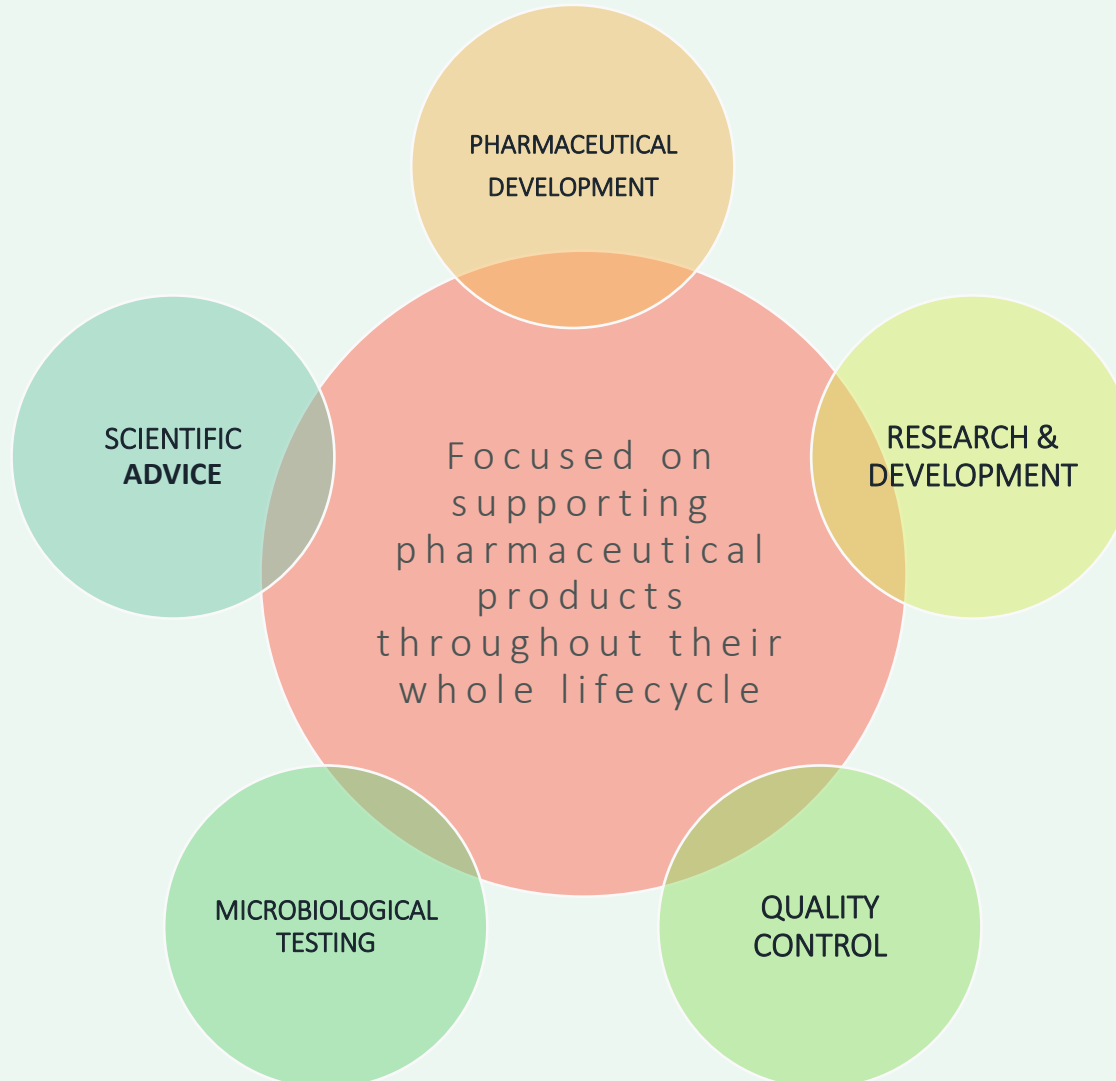 PHARMACEUTICAL
DEVELOPMENT
SCIENTIFIC
ADVICE
RESEARCH &
DEVELOPMENT
Focused on
supporting
pharmaceutical
products
throughout their
whole lifecycle
MICROBIOLOGICAL
TESTING
QUALITY
CONTROL